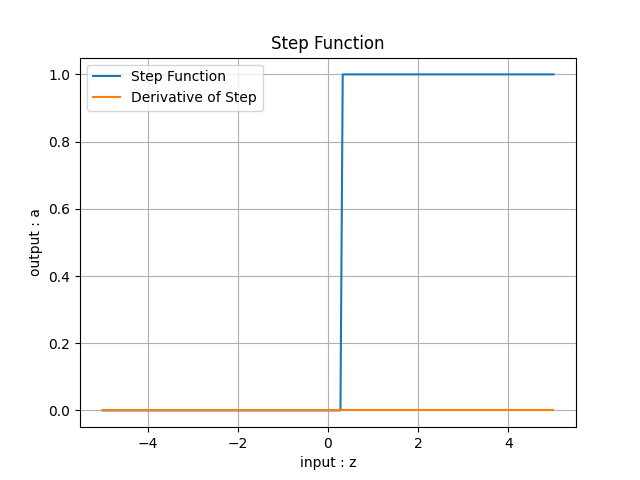 Step Function
Step Function
Derivative of Step
1.0
0.8
0.6
0.4
0.2
0.0
output : a
−4
−2
0
2
4
input : z